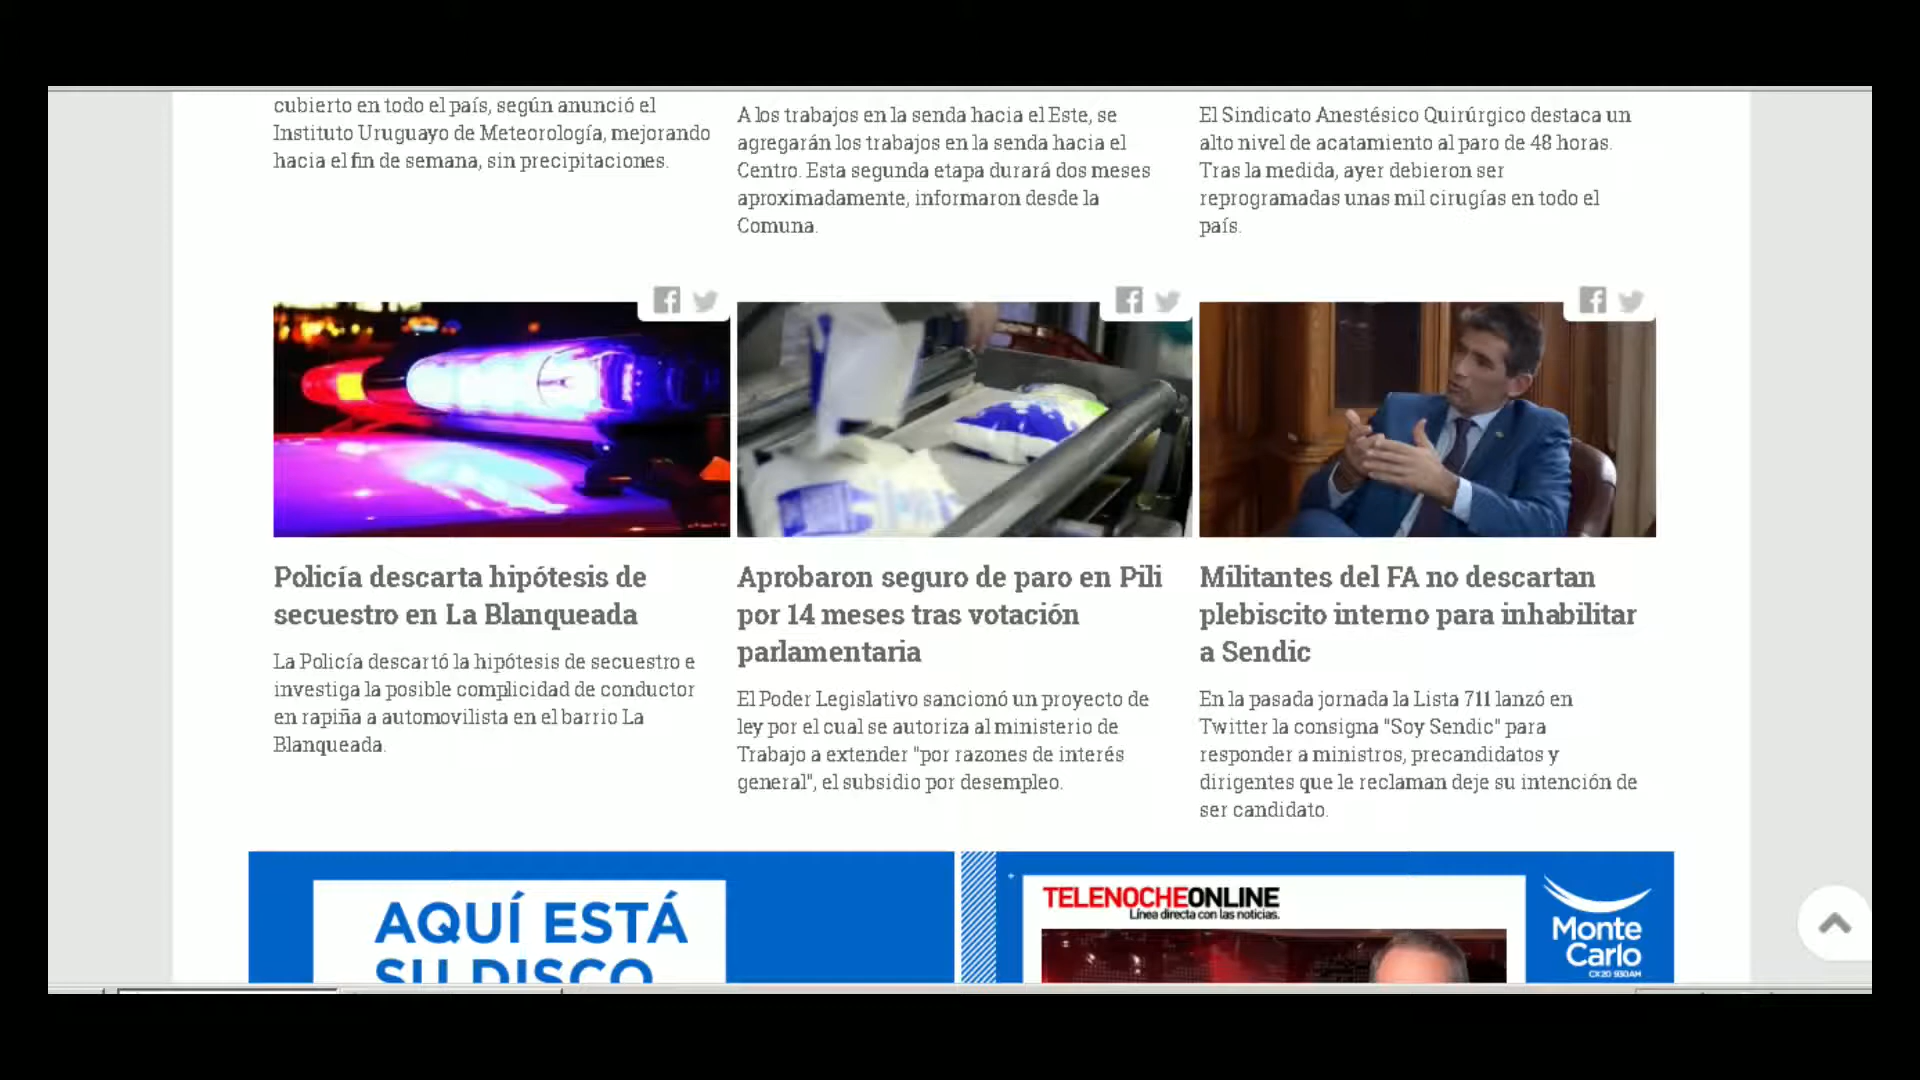 cubierto en todo el país, según anunció el
Instituto Uruguayo de Meteorología, mejorando
hacia el fin de semana, sin precipitaciones.
A los trabajos en la senda hacia el Este, se
agregarán los trabajos en la senda hacia el
Centro. Esta segunda etapa durará dos meses
aproximadamente, informaron desde la
Comuna.
El Sindicato Anestésico Quirúrgico destaca un
alto nivel de acatamiento al paro de 48 horas.
Tras la medida, ayer debieron ser
reprogramadas unas mil cirugías en todo el
país.
Policía descarta hipótesis de
secuestro en La Blanqueada
La Policía descartó la hipótesis de secuestro e
investiga la posible complicidad de conductor
en rapiña a automovilista en el barrio La
Blanqueada.
Aprobaron seguro de paro en Pili
por 14 meses tras votación
parlamentaria
El Poder Legislativo sancionó un proyecto de
ley por el cual se autoriza al ministerio de
Trabajo a extender "por razones de interés
general", el subsidio por desempleo.
Militantes del FA no descartan
plebiscito interno para inhabilitar
a Sendic
En la pasada jornada la Lista 711 lanzó en
Twitter la consigna "Soy Sendic" para
responder a ministros, precandidatos y
dirigentes que le reclaman deje su intención de
ser candidato.
AQUÍ ESTÁ
SU DISCO
TELENOCHEONLINE
Línea directa con las noticias.
Monte
Carlo
CX20 930AM